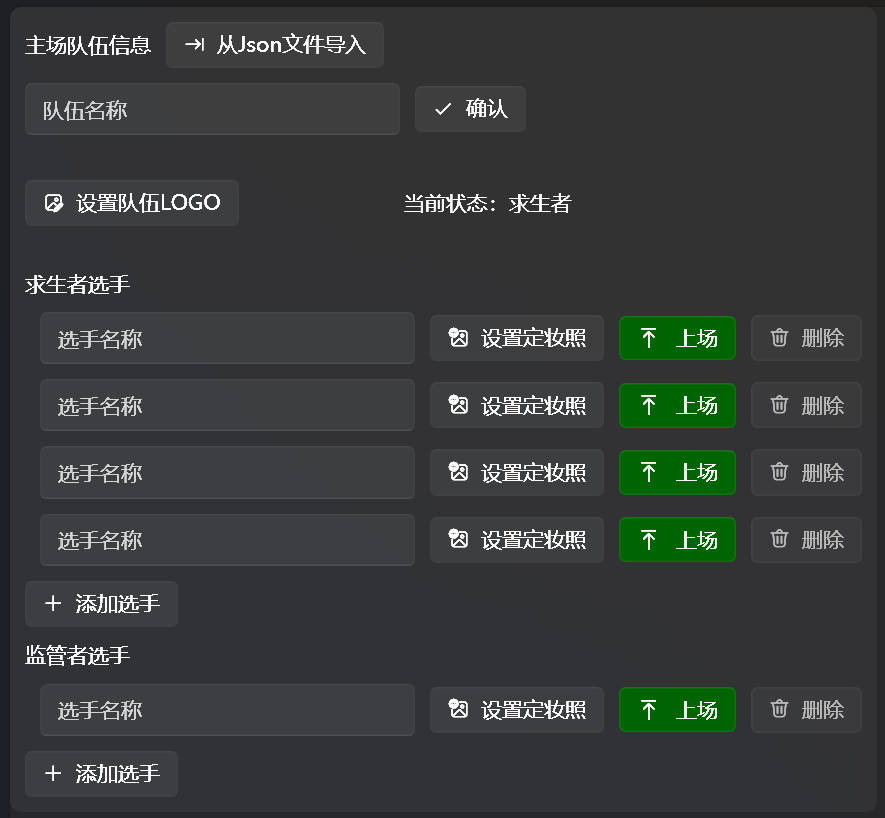 主场队伍信息 从Json文件导入
队伍名称 确认
设置队伍LOGO 当前状态：求生者
求生者选手
选手名称 设置定妆照 上场 删除
选手名称 设置定妆照 上场 删除
选手名称 设置定妆照 上场 删除
选手名称 设置定妆照 上场 删除
添加选手
监管者选手
选手名称 设置定妆照 上场 删除
添加选手